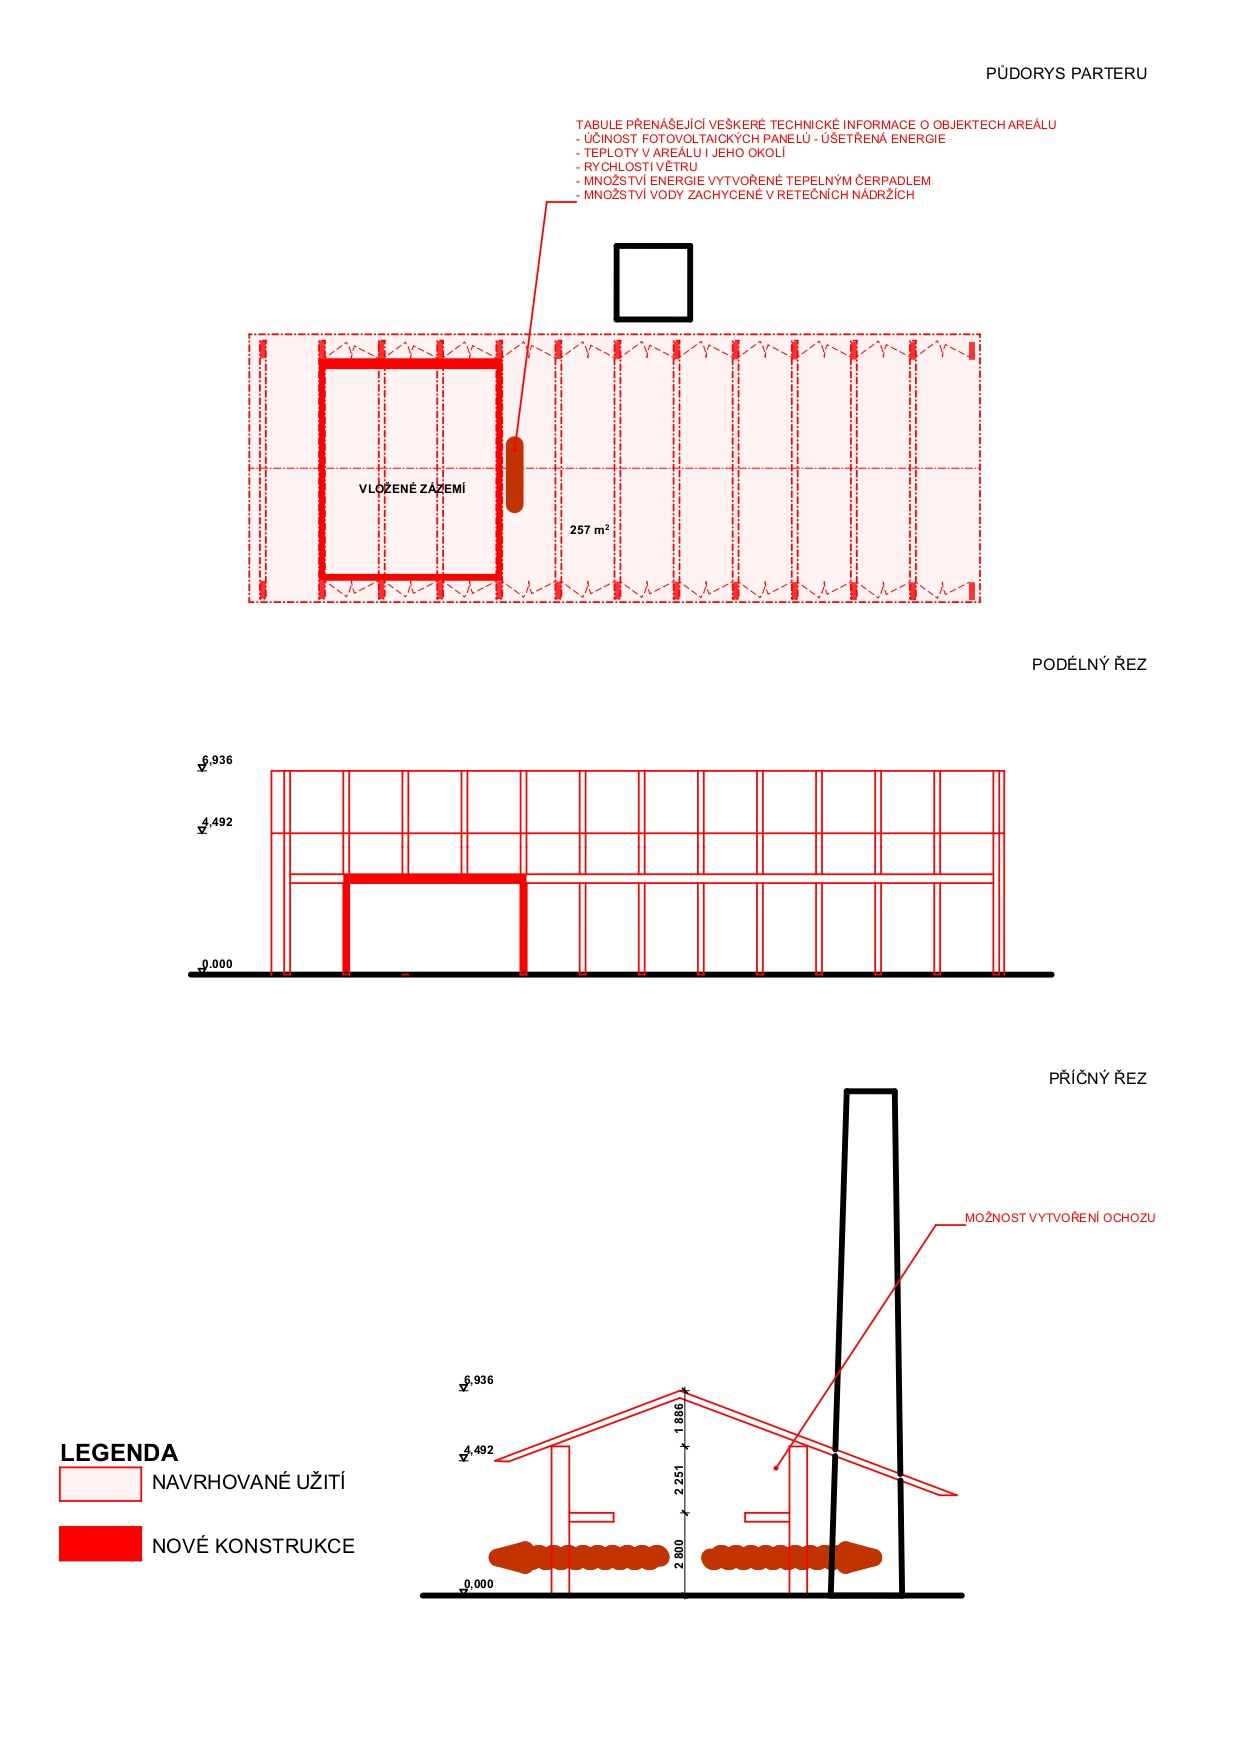 PŮDORYS PARTERU
TABULE PŘENÁŠEJÍCÍ VEŠKERÉ TECHNICKÉ INFORMACE O OBJEKTECH AREÁLU
- ÚČINOST FOTOVOLTAICKÝCH PANELŮ - ÚŠETŘENÁ ENERGIE
- TEPLOTY V AREÁLU I JEHO OKOLÍ
- RYCHLOSTI VĚTRU
- MNOŽSTVÍ ENERGIE VYTVOŘENÉ TEPELNÝM ČERPADLEM
- MNOŽSTVÍ VODY ZACHYCENÉ V RETEČNÍCH NÁDRŽÍCH
VLOŽENÉ ZÁZEMÍ
257 m²
PODÉLNÝ ŘEZ
6,936
4,492
0.000
PŘÍČNÝ ŘEZ
MOŽNOST VYTVOŘENÍ OCHOZU
6,936
1 886
4,492
2 251
2 800
0,000
LEGENDA
NAVRHOVANÉ UŽITÍ
NOVÉ KONSTRUKCE